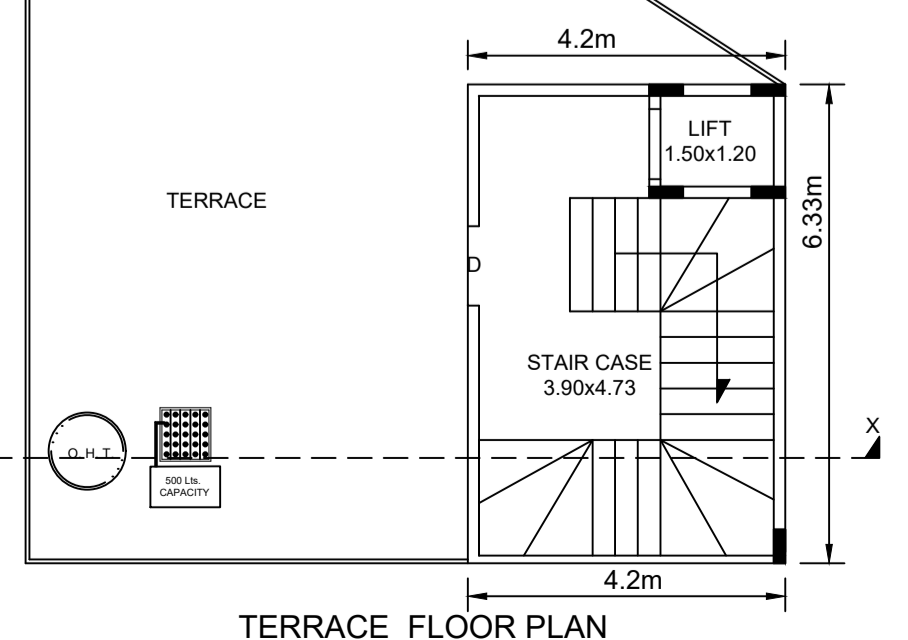 4.2m
LIFT
1.50x1.20
TERRACE
6.33m
D
STAIR CASE
3.90x4.73
X
O.H.T
500 Lts.
CAPACITY
4.2m
TERRACE FLOOR PLAN